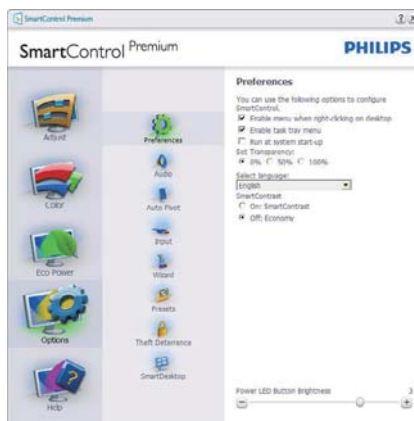 SmartControl Premium
SmartControl Premium
PHILIPS
Adjust
Color
Eco Power
Options
Help
Preferences
Audio
Auto Pivot
Input
Wizard
Presets
Theft Deterrence
SmartDesktop
Preferences
You can use the following options to configure
SmartControl.
Enable menu when right-clicking on desktop
Enable task tray menu
Run at system start-up
Set Transparency:
0% 50% 100%
Select language:
English
SmartContrast
On: SmartContrast
Off: Economy
Power LED Button Brightness 3